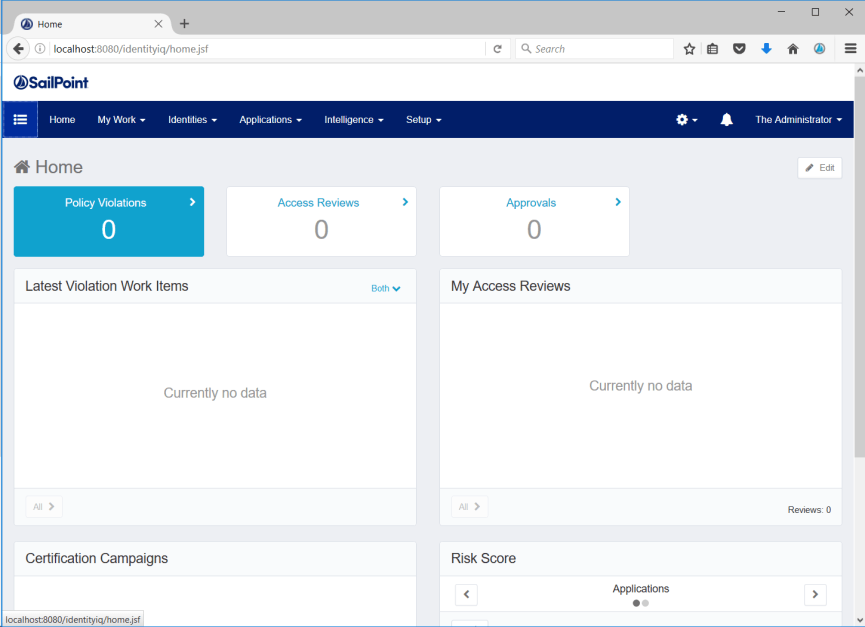 Home
localhost:8080/identityiq/home.jsf
Search
SailPoint
Home My Work Identities Applications Intelligence Setup The Administrator
Home
Edit
Policy Violations Access Reviews Approvals
0 0 0
Latest Violation Work Items
Both
My Access Reviews
Currently no data
Currently no data
All
All
Reviews: 0
Certification Campaigns
Risk Score
Applications
localhost:8080/identityiq/home.jsf